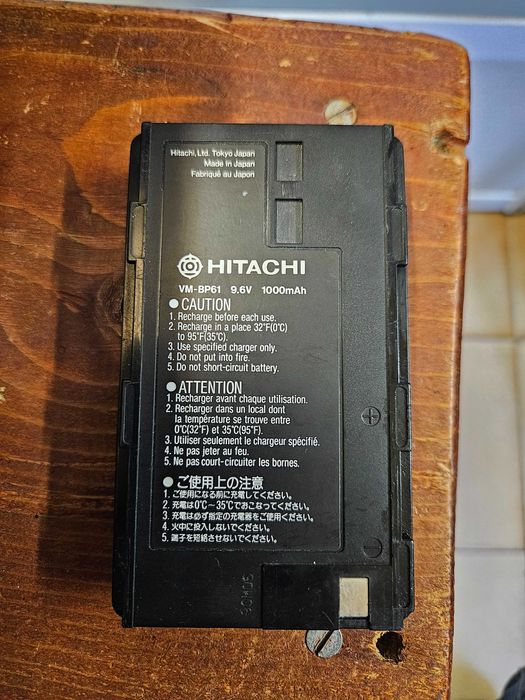 Hitachi, Ltd. Tokyo Japan
Made in Japan
Fabriqué au Japon
HITACHI
VM-BP61 9.6V 1000mAh
● CAUTION
1. Recharge before each use.
2. Recharge in a place 32°F(0°C)
to 95°F(35°C).
3. Use specified charger only.
4. Do not put into fire.
5. Do not short-circuit battery.
● ATTENTION
1. Recharger avant chaque utilisation.
2. Recharger dans un local dont
la température se trouve entre
0°C(32°F) et 35°C(95°F).
3. Utiliser seulement le chargeur spécifié.
4. Ne pas jeter au feu.
5. Ne pas court-circuiter les bornes.
● ご使用上の注意
1. ご使用になる前に充電してください。
2. 充電は0℃〜35℃でおこなってください。
3. 充電は必ず指定の充電器をご使用ください。
4. 火中に投入しないでください。
5. 端子を短絡させないでください。
+
−